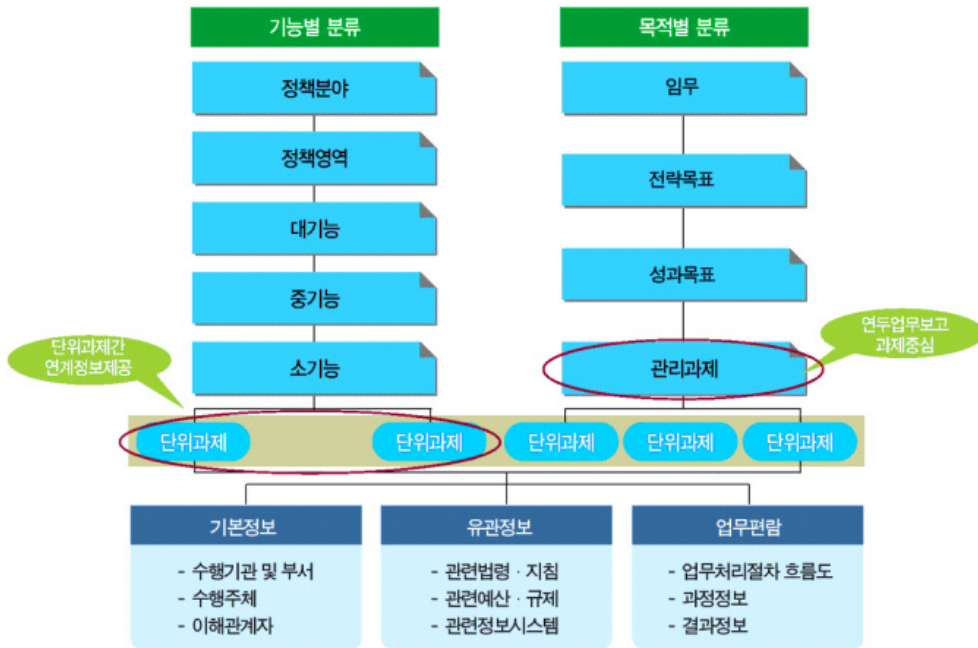 기능별 분류
목적별 분류
정책분야
정책영역
대기능
중기능
소기능
임무
전략목표
성과목표
관리과제
단위과제간
연계정보제공
연두업무보고
과제중심
단위과제
단위과제
단위과제
단위과제
단위과제
기본정보
- 수행기관 및 부서
- 수행주체
- 이해관계자
유관정보
- 관련법령 · 지침
- 관련예산 · 규제
- 관련정보시스템
업무편람
- 업무처리절차 흐름도
- 과정정보
- 결과정보